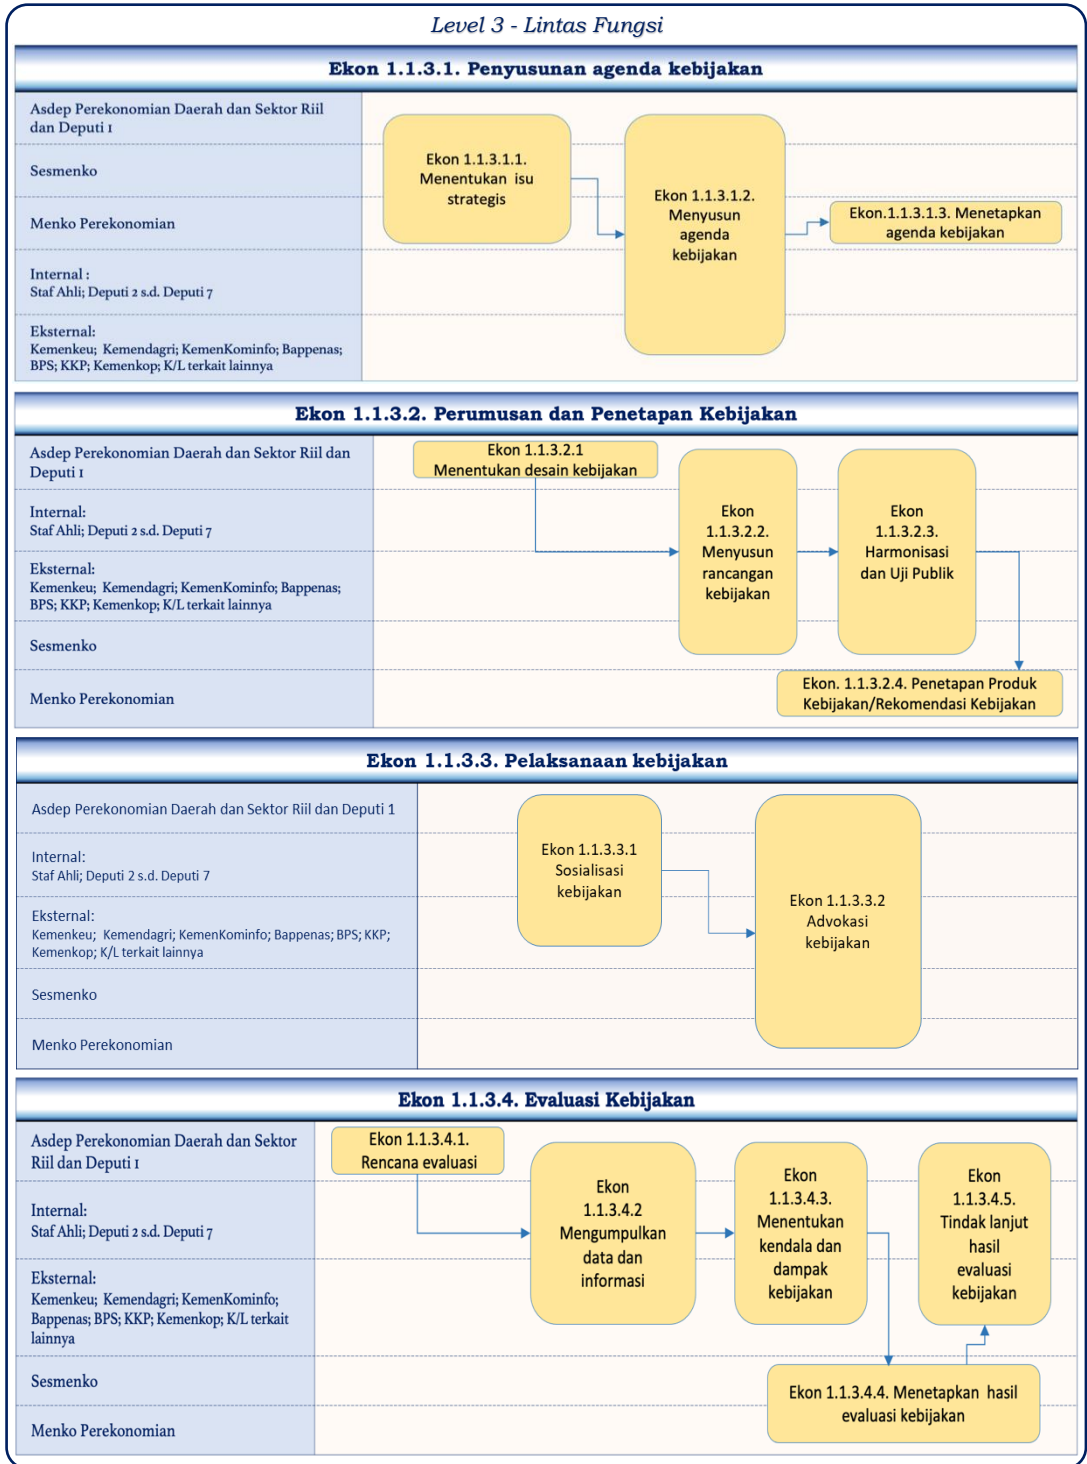 Level 3 - Lintas Fungsi
Ekon 1.1.3.1. Penyusunan agenda kebijakan
Asdep Perekonomian Daerah dan Sektor Riil
dan Deputi 1
Sesmenko
Menko Perekonomian
Internal :
Staf Ahli; Deputi 2 s.d. Deputi 7
Eksternal:
Kemenkeu; Kemendagri; KemenKominfo; Bappenas;
BPS; KKP; Kemenkop; K/L terkait lainnya
Ekon 1.1.3.1.1.
Menentukan isu
strategis
Ekon 1.1.3.1.2.
Menyusun
agenda
kebijakan
Ekon.1.1.3.1.3. Menetapkan
agenda kebijakan
Ekon 1.1.3.2. Perumusan dan Penetapan Kebijakan
Asdep Perekonomian Daerah dan Sektor Riil dan
Deputi 1
Internal:
Staf Ahli; Deputi 2 s.d. Deputi 7
Eksternal:
Kemenkeu; Kemendagri; KemenKominfo; Bappenas;
BPS; KKP; Kemenkop; K/L terkait lainnya
Sesmenko
Menko Perekonomian
Ekon 1.1.3.2.1
Menentukan desain kebijakan
Ekon
1.1.3.2.2.
Menyusun
rancangan
kebijakan
Ekon
1.1.3.2.3.
Harmonisasi
dan Uji Publik
Ekon. 1.1.3.2.4. Penetapan Produk
Kebijakan/Rekomendasi Kebijakan
Ekon 1.1.3.3. Pelaksanaan kebijakan
Asdep Perekonomian Daerah dan Sektor Riil dan Deputi 1
Internal:
Staf Ahli; Deputi 2 s.d. Deputi 7
Eksternal:
Kemenkeu; Kemendagri; KemenKominfo; Bappenas; BPS; KKP;
Kemenkop; K/L terkait lainnya
Sesmenko
Menko Perekonomian
Ekon 1.1.3.3.1
Sosialisasi
kebijakan
Ekon 1.1.3.3.2
Advokasi
kebijakan
Ekon 1.1.3.4. Evaluasi Kebijakan
Asdep Perekonomian Daerah dan Sektor
Riil dan Deputi 1
Internal:
Staf Ahli; Deputi 2 s.d. Deputi 7
Eksternal:
Kemenkeu; Kemendagri; KemenKominfo;
Bappenas; BPS; KKP; Kemenkop; K/L terkait
lainnya
Sesmenko
Menko Perekonomian
Ekon 1.1.3.4.1.
Rencana evaluasi
Ekon
1.1.3.4.2
Mengumpulkan
data dan
informasi
Ekon
1.1.3.4.3.
Menentukan
kendala dan
dampak
kebijakan
Ekon
1.1.3.4.5.
Tindak lanjut
hasil
evaluasi
kebijakan
Ekon 1.1.3.4.4. Menetapkan hasil
evaluasi kebijakan